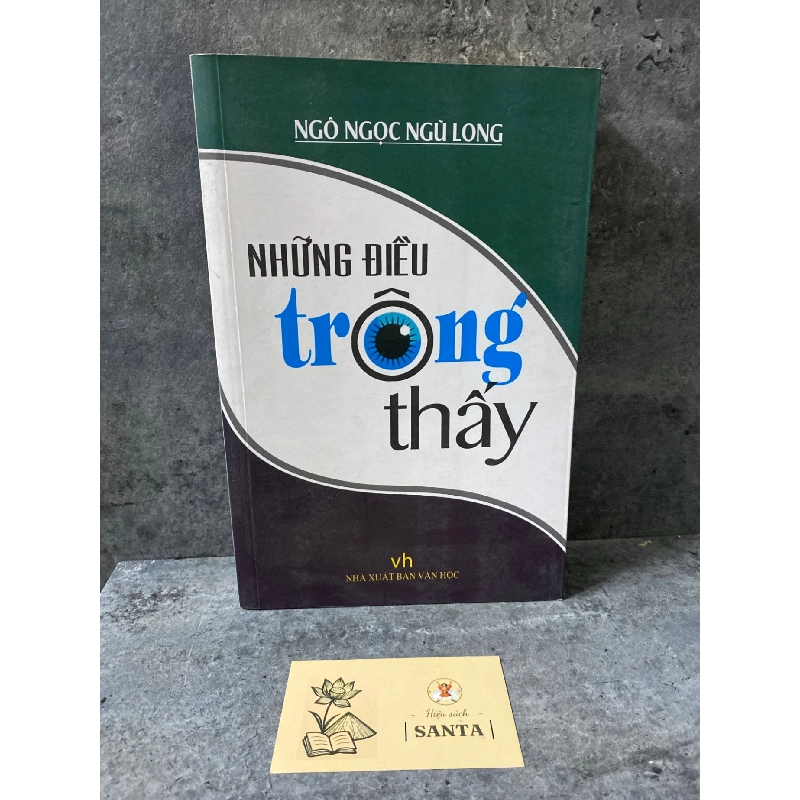 NGÔ NGỌC NGŨ LONG
NHỮNG ĐIỀU
trông
thấy
vh
NHÀ XUẤT BẢN VĂN HỌC
Hiệu sách
SANTA